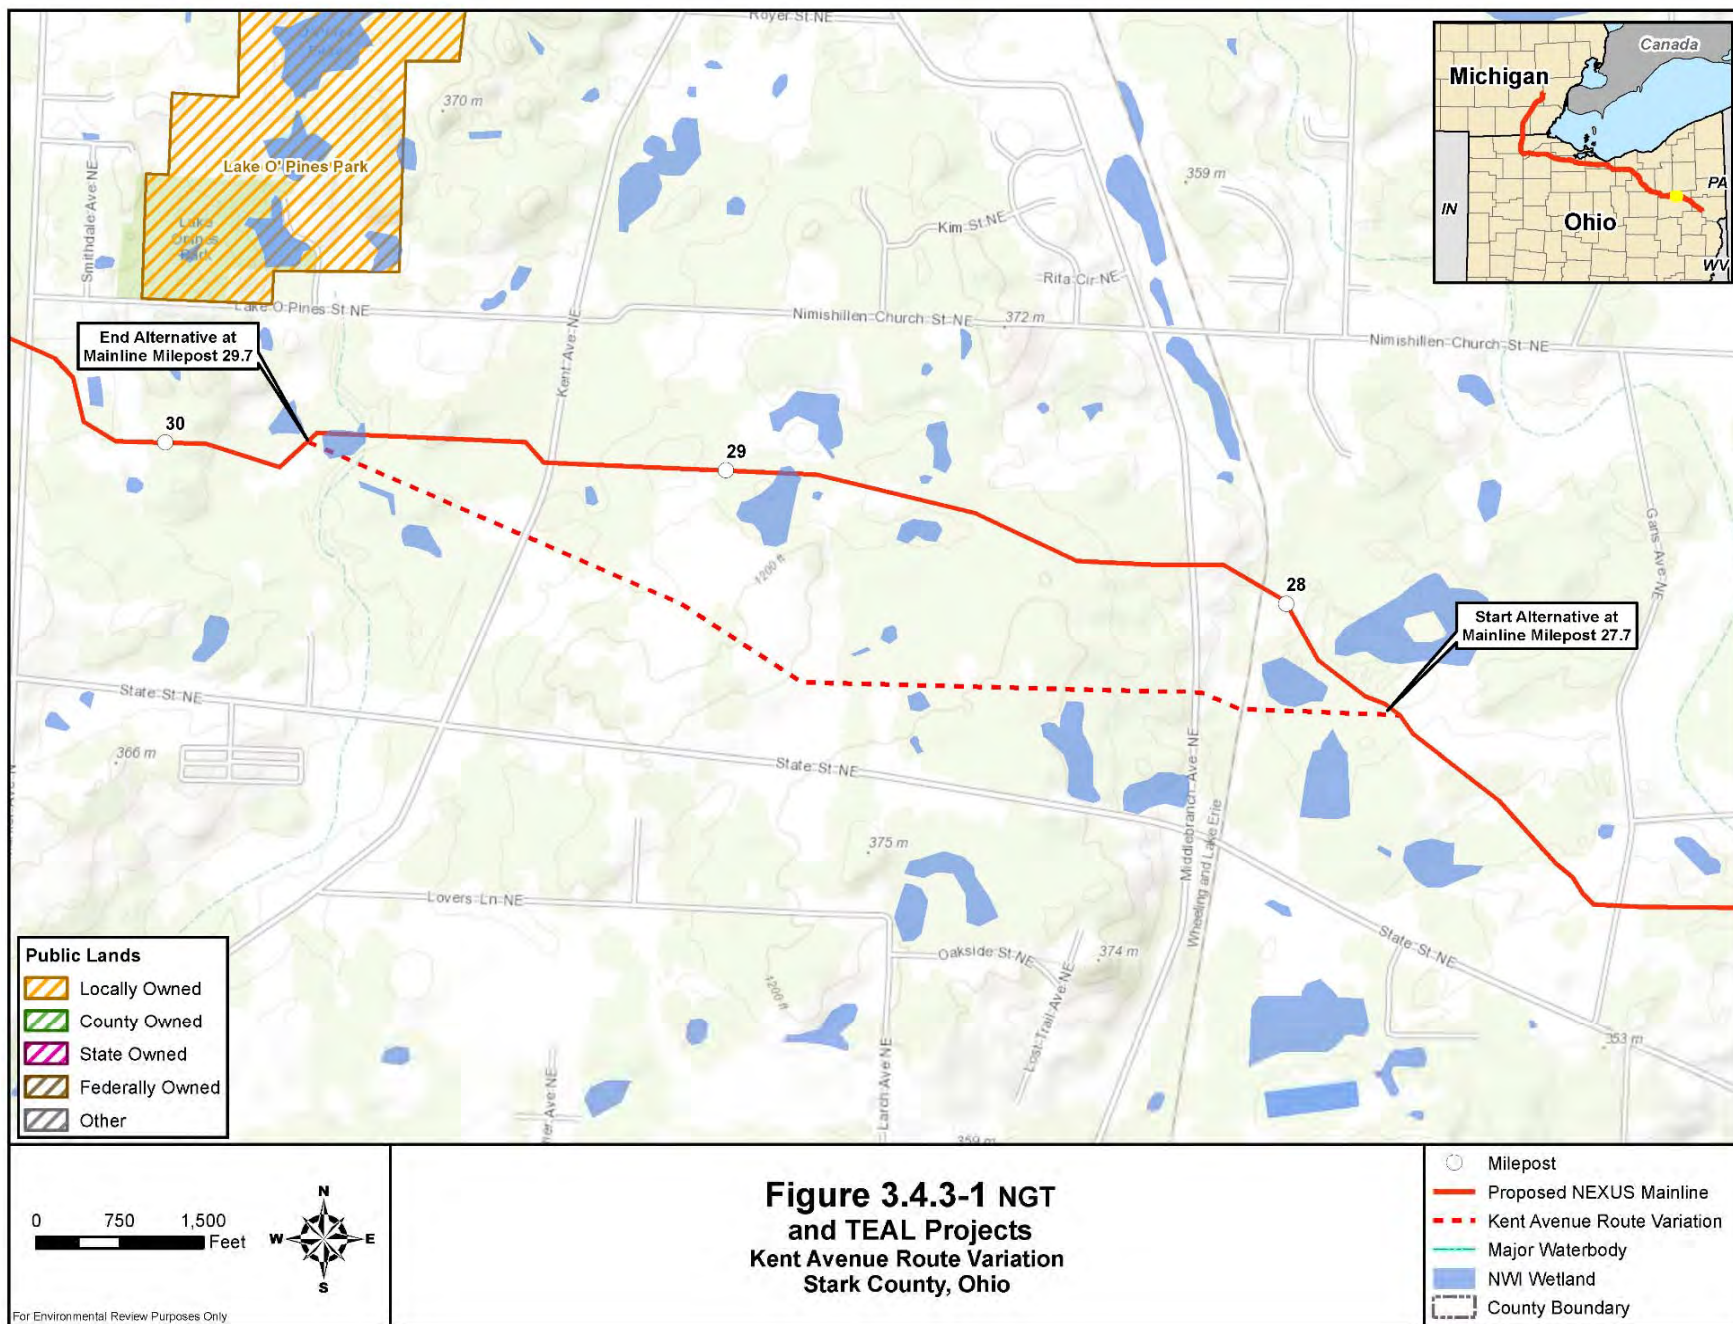 Royer St NE
Canada
Michigan
370 m
Lake O' Pines Park
359 m
PA
IN
Ohio
WV
Smithdale Ave NE
Lake
Park
Kim St NE
Rita Cir NE
Kent Ave NE
Lake O Pines St NE
Nimishillen Church St NE
372 m
Nimishillen Church St NE
End Alternative at
Mainline Milepost 29.7
30
29
28
1200 ft
Gans Ave NE
Start Alternative at
Mainline Milepost 27.7
State St NE
366 m
State St NE
Middlebranch Ave NE
Wheeling and Lake Erie
375 m
Lovers Ln NE
Oakside St NE
374 m
State St NE
1200 ft
Lost Trail Ave NE
Larch Ave NE
353 m
359 m
Public Lands
Locally Owned
County Owned
State Owned
Federally Owned
Other
0 750 1,500
Feet
N
W E
S
For Environmental Review Purposes Only
Figure 3.4.3-1 NGT
and TEAL Projects
Kent Avenue Route Variation
Stark County, Ohio
Milepost
Proposed NEXUS Mainline
Kent Avenue Route Variation
Major Waterbody
NWI Wetland
County Boundary